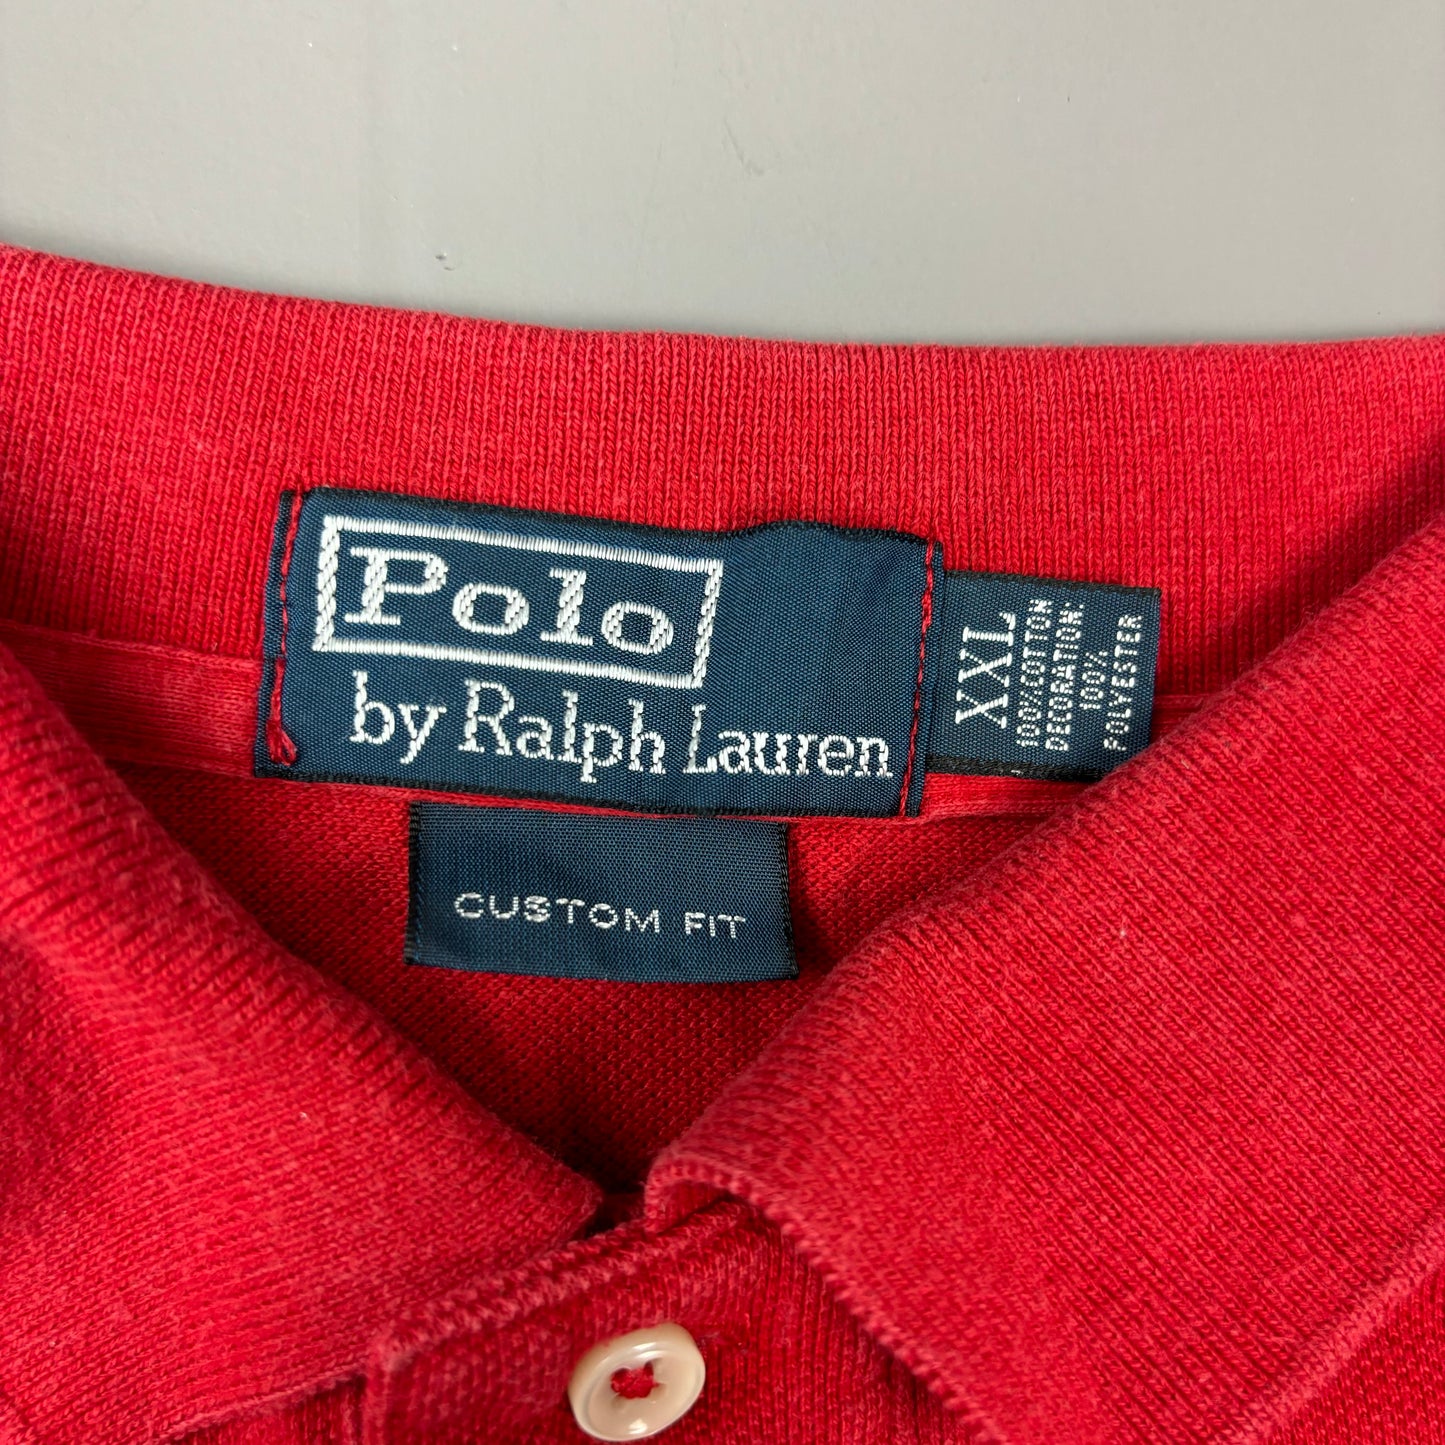 Polo
by Ralph Lauren
XXL
100% COTTON
DECORATION:
100%
POLYESTER
CUSTOM FIT